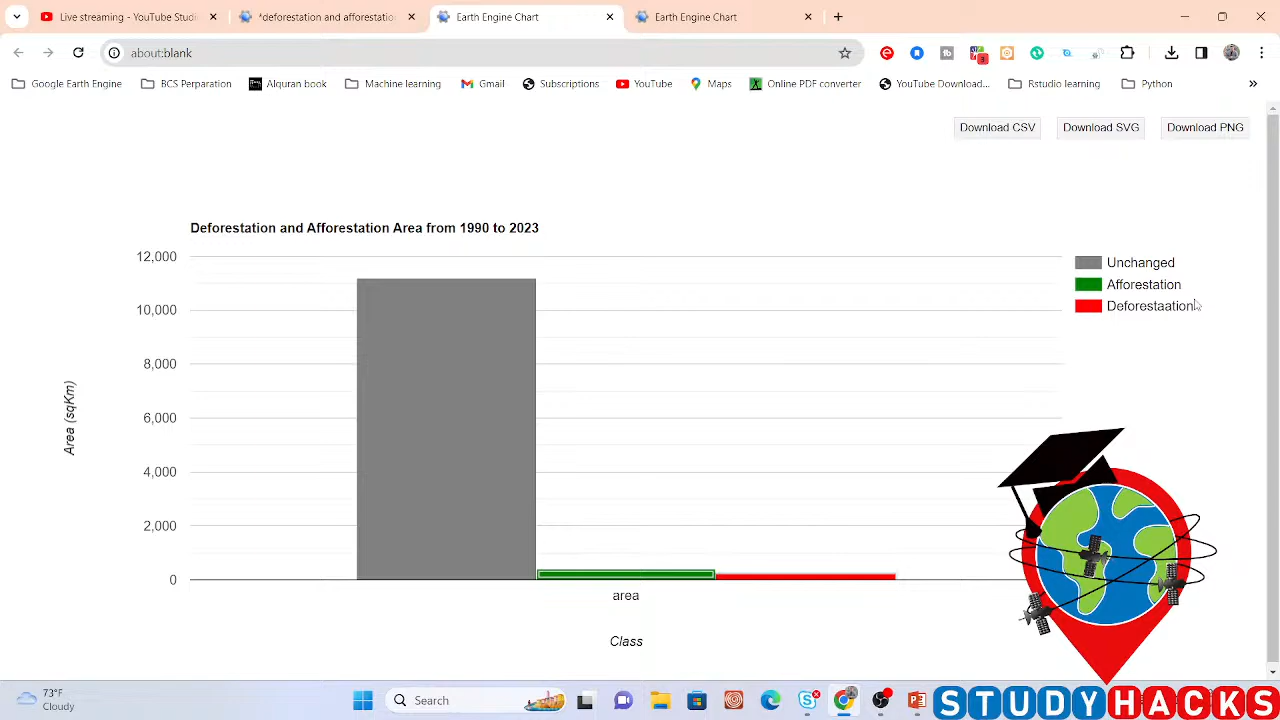 Live streaming - YouTube Studi
*deforestation and afforestatio
Earth Engine Chart
Earth Engine Chart
about:blank
Google Earth Engine
BCS Preparation
Alquran book
Machine learning
Gmail
Subscriptions
YouTube
Maps
Online PDF converter
YouTube Download...
Rstudio learning
Python
Download CSV
Download SVG
Download PNG
Deforestation and Afforestation Area from 1990 to 2023
12,000
10,000
8,000
6,000
4,000
2,000
0
Area (sqKm)
Unchanged
Afforestation
Deforestaation
area
Class
73°F
Cloudy
Search
STUDYHACKS